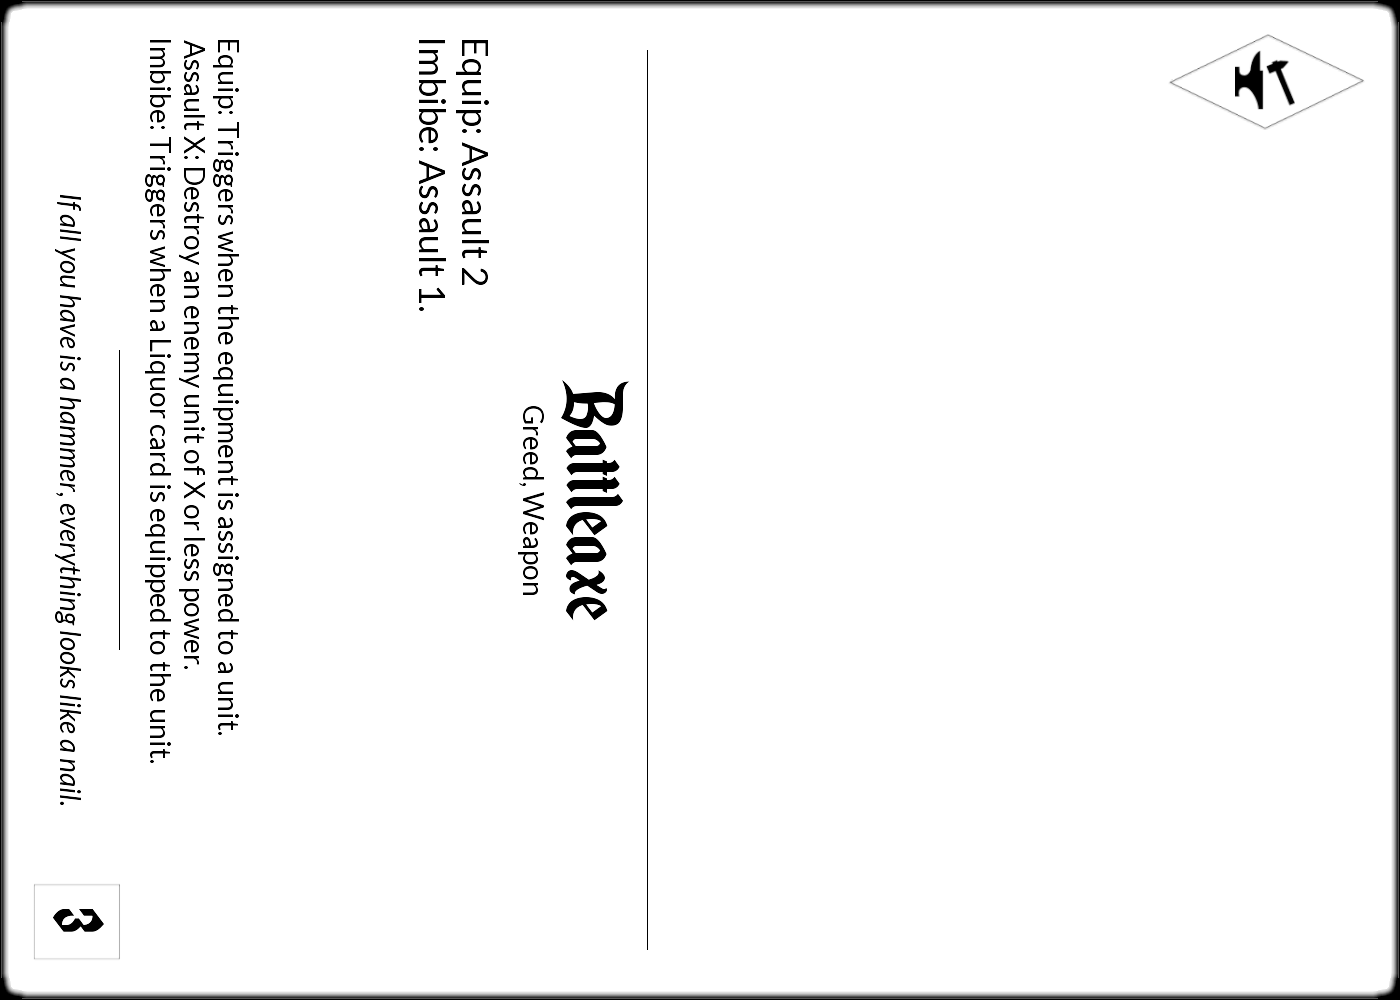 Battleaxe
Greed, Weapon
Equip: Assault 2
Imbibe: Assault 1.
Equip: Triggers when the equipment is assigned to a unit.
Assault X: Destroy an enemy unit of X or less power.
Imbibe: Triggers when a Liquor card is equipped to the unit.
If all you have is a hammer, everything looks like a nail.
3